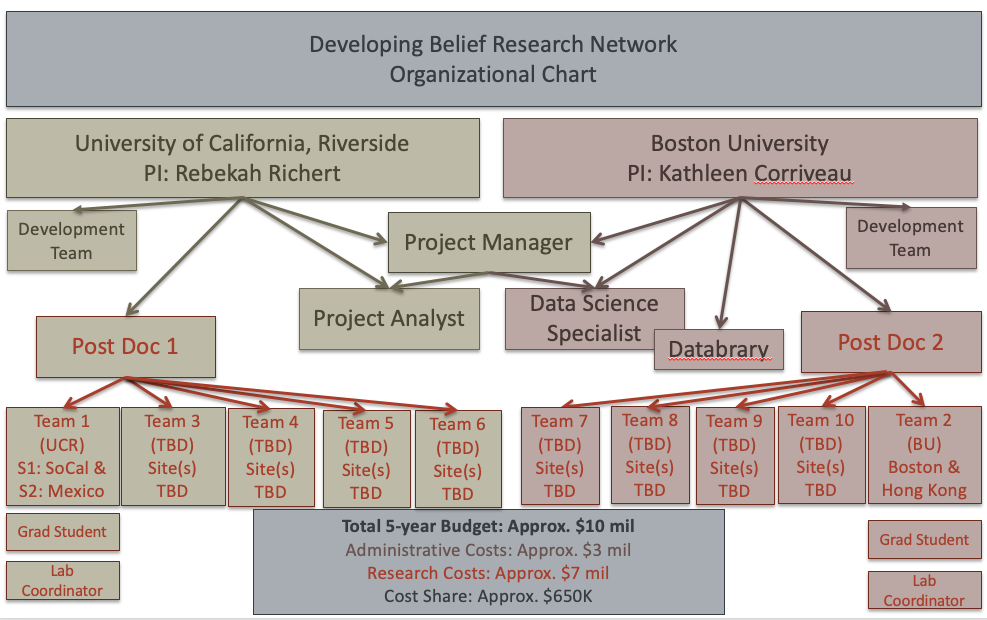 Developing Belief Research Network
Organizational Chart
University of California, Riverside
PI: Rebekah Richert
Boston University
PI: Kathleen Corriveau
Development
Team
Project Manager
Development
Team
Project Analyst
Data Science
Specialist
Databrary
Post Doc 1
Post Doc 2
Team 1
(UCR)
S1: SoCal &
S2: Mexico
Team 3
(TBD)
Site(s)
TBD
Team 4
(TBD)
Site(s)
TBD
Team 5
(TBD)
Site(s)
TBD
Team 6
(TBD)
Site(s)
TBD
Team 7
(TBD)
Site(s)
TBD
Team 8
(TBD)
Site(s)
TBD
Team 9
(TBD)
Site(s)
TBD
Team 10
(TBD)
Site(s)
TBD
Team 2
(BU)
Boston &
Hong Kong
Grad Student
Lab
Coordinator
Total 5-year Budget: Approx. $10 mil
Administrative Costs: Approx. $3 mil
Research Costs: Approx. $7 mil
Cost Share: Approx. $650K
Grad Student
Lab
Coordinator